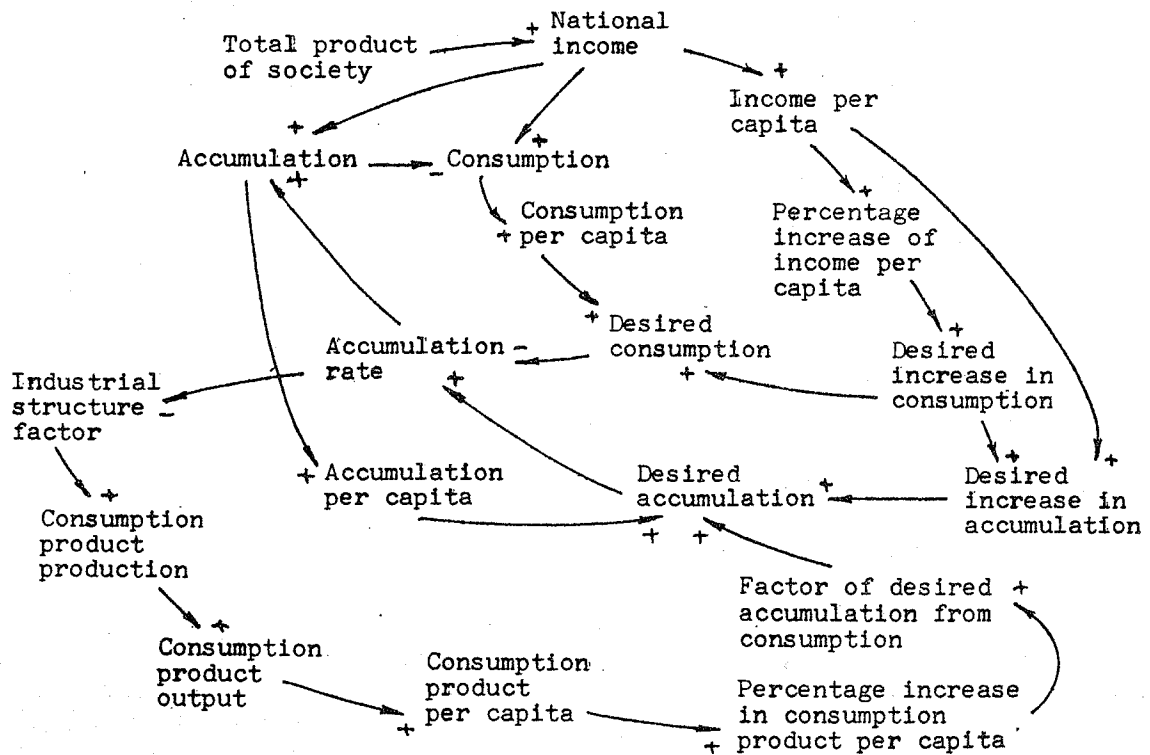 Total product
of society
+ National
income
+
Income per
capita
+
Accumulation
+
- +
Consumption
Consumption
+ per capita
+
Percentage
increase of
income per
capita
+ Desired
consumption
+
Accumulation -
rate
+
+
Desired
increase in
consumption
Industrial
structure -
factor
+ Accumulation
per capita
Desired
accumulation +
+ +
+ +
Desired
increase in
accumulation
+
Consumption
product
production
Factor of desired +
accumulation from
consumption
+
Consumption
product
output
Consumption
product
per capita
+
Percentage increase
in consumption
product per capita
+